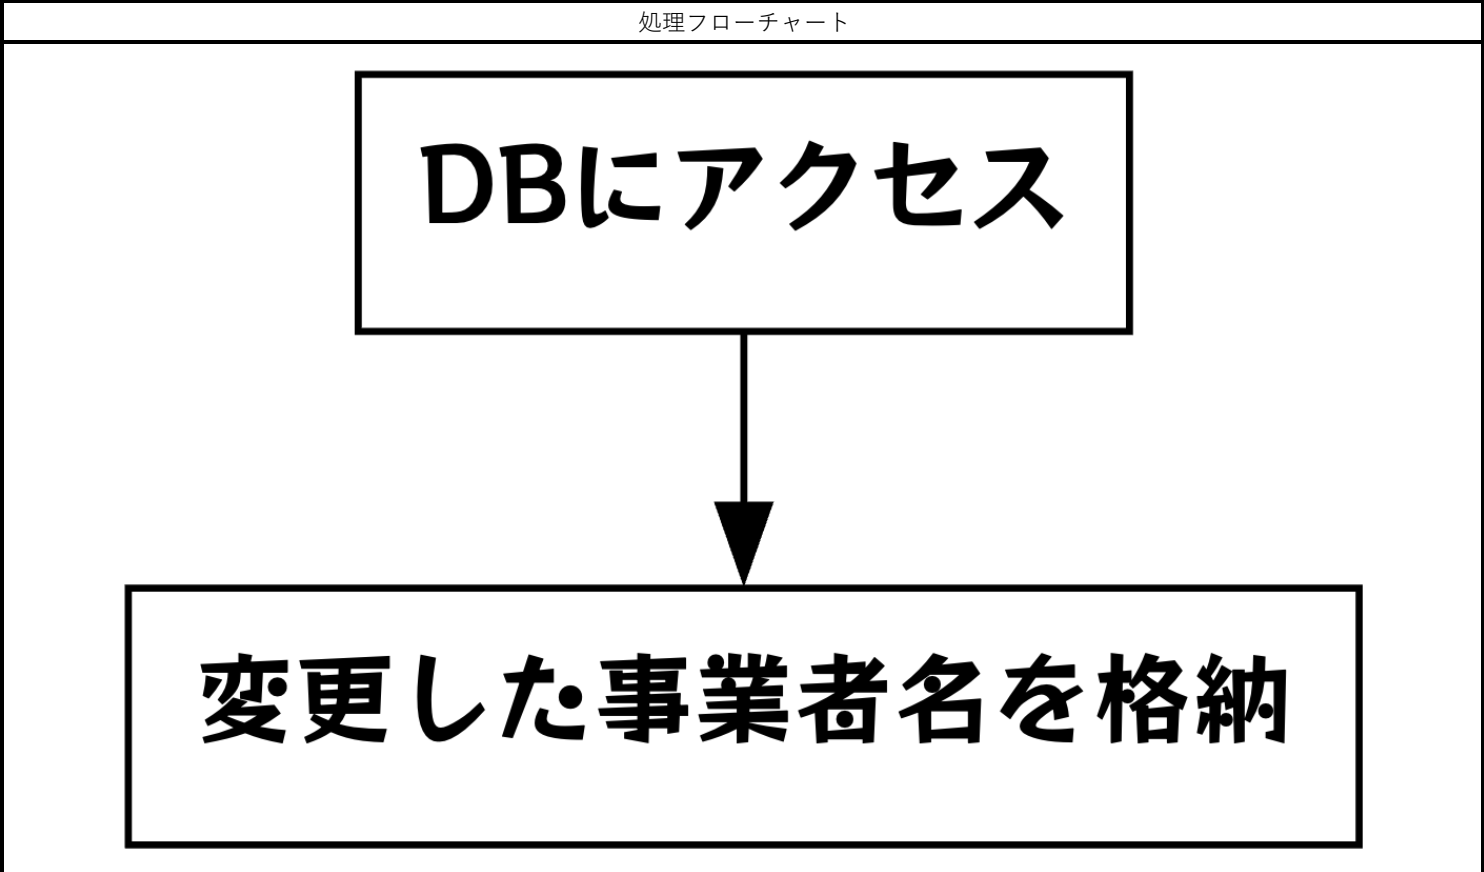 処理フローチャート
DBにアクセス
変更した事業者名を格納